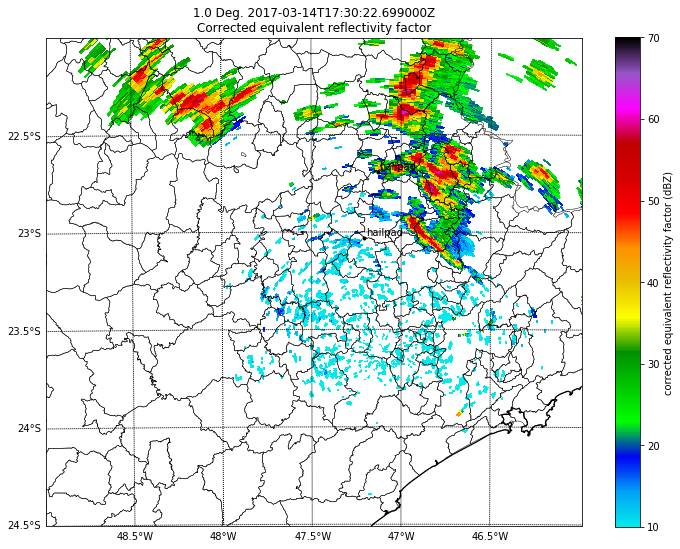 1.0 Deg. 2017-03-14T17:30:22.699000Z
Corrected equivalent reflectivity factor
22.5°S
23°S
23.5°S
24°S
24.5°S
48.5°W
48°W
47.5°W
47°W
46.5°W
hailpad
hailpad
70
60
50
40
30
20
10
corrected equivalent reflectivity factor (dBZ)